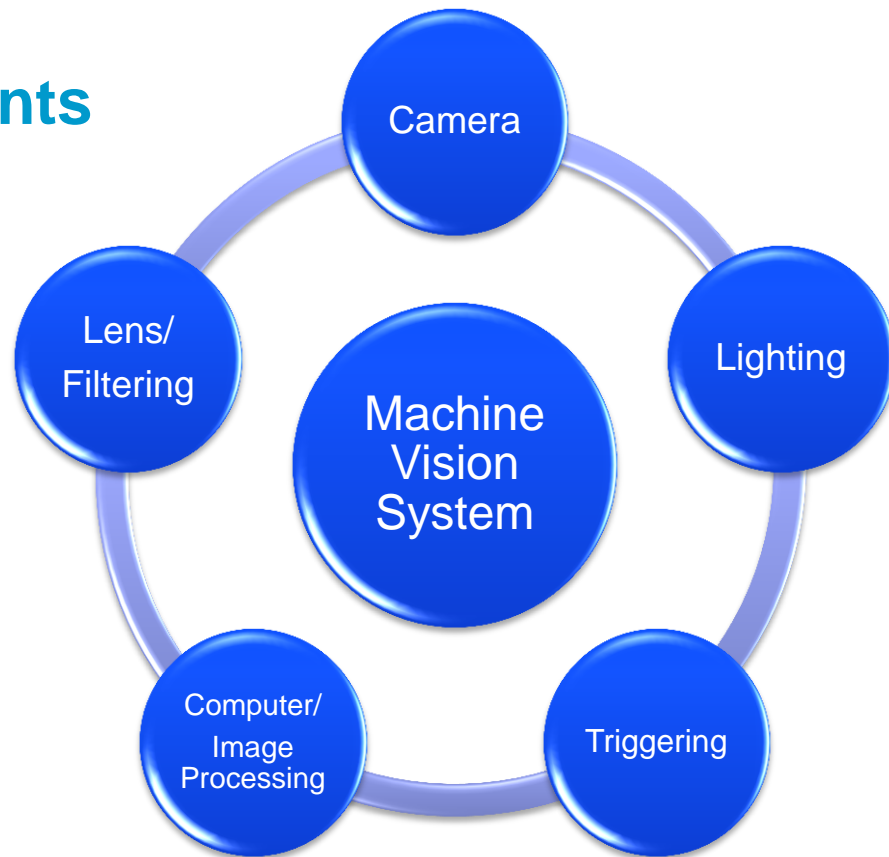 nts
Camera
Lens/
Filtering
Lighting
Machine
Vision
System
Computer/
Image
Processing
Triggering